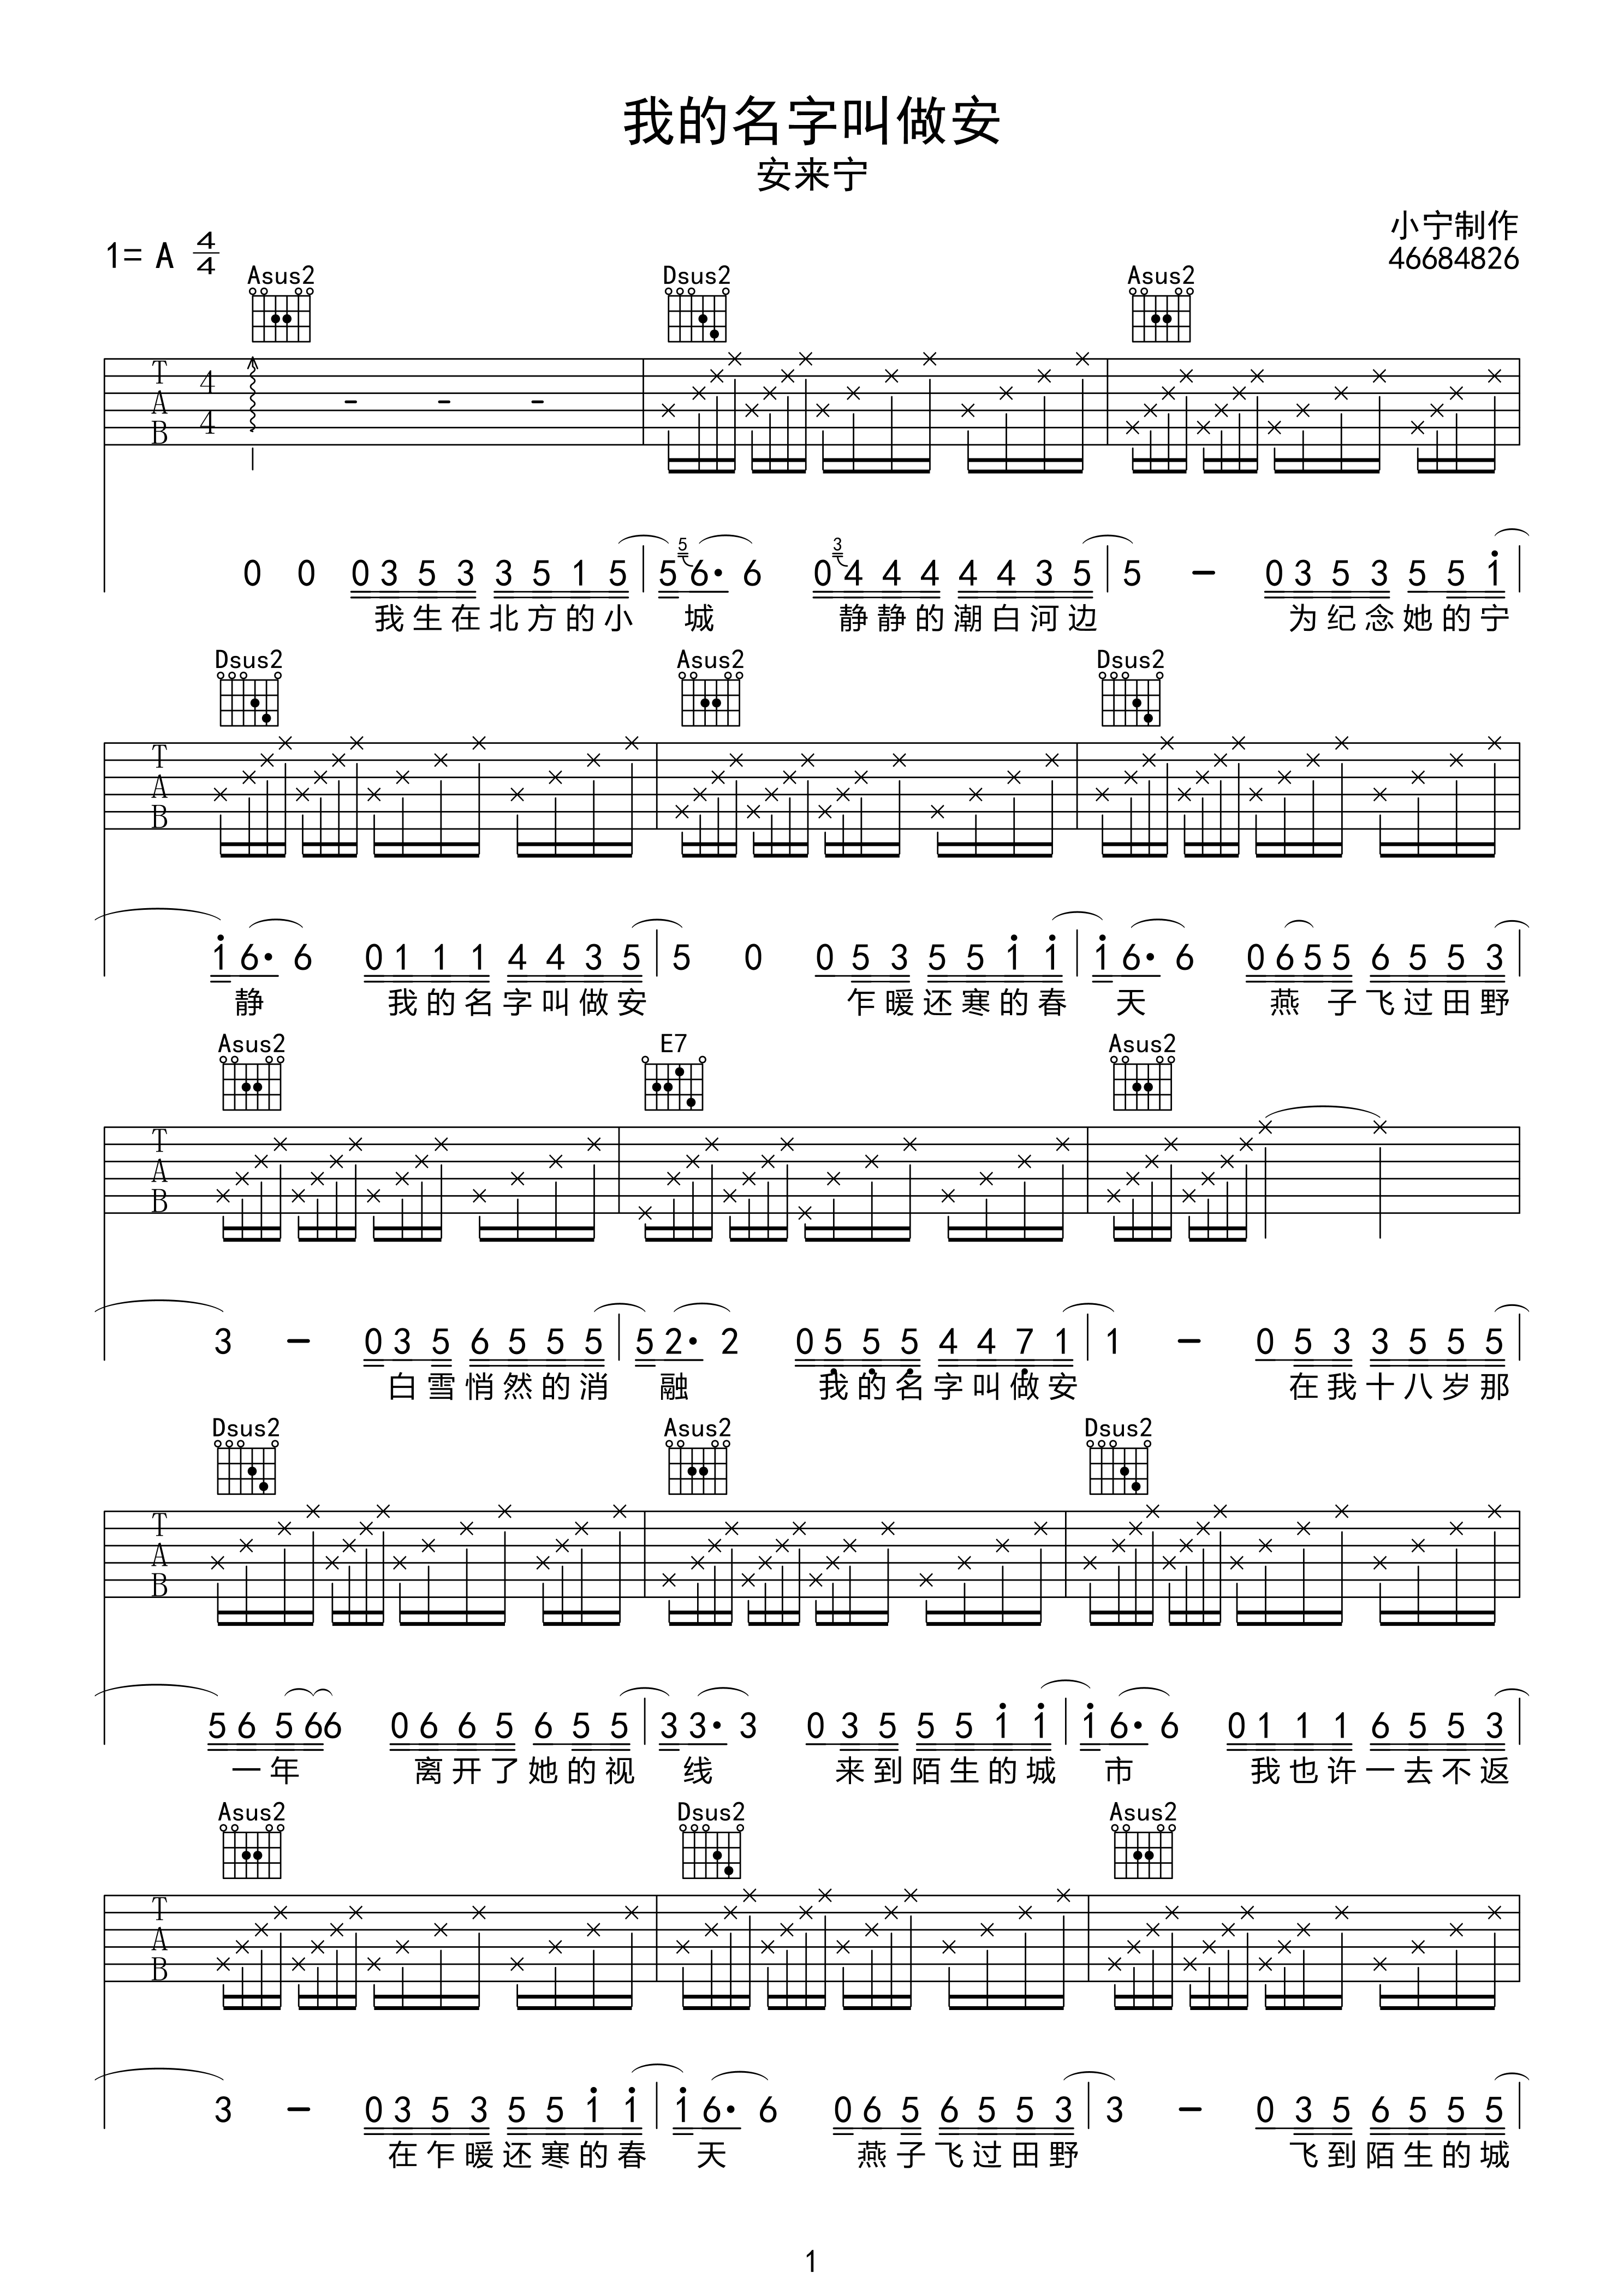 我的名字叫做安
安来宁
小宁制作
1= A 4/4 46684826
Asus2 Dsus2 Asus2
T A B 4 4
0 0 0 3 5 3 3 5 1 5 | 5 5 6· 6 0 3 4 4 4 4 4 3 5 | 5 – 0 3 5 3 5 5 1
我生在北方的小 城 静静的潮白河边 为纪念她的宁
Dsus2 Asus2 Dsus2
T A B
1 6· 6 0 1 1 1 4 4 3 5 | 5 0 0 5 3 5 5 1 1 | 1 6· 6 0 6 5 5 6 5 5 3
静 我的名字叫做安 乍暖还寒的春 天 燕 子飞过田野
Asus2 E7 Asus2
T A B
3 – 0 3 5 6 5 5 5 | 5 2· 2 0 5 5 5 4 4 7 1 | 1 – 0 5 3 3 5 5 5
白雪悄然的消 融 我的名字叫做安 在我十八岁那
Dsus2 Asus2 Dsus2
T A B
5 6 5 6 6 0 6 6 5 6 5 5 | 3 3· 3 0 3 5 5 5 1 1 | 1 6· 6 0 1 1 1 6 5 5 3
一年 离开了她的视 线 来到陌生的城 市 我也许一去不返
Asus2 Dsus2 Asus2
T A B
3 – 0 3 5 3 5 5 1 1 | 1 6· 6 0 6 5 6 5 5 3 | 3 – 0 3 5 6 5 5 5
在乍暖还寒的春 天 燕子飞过田野 飞到陌生的城
1